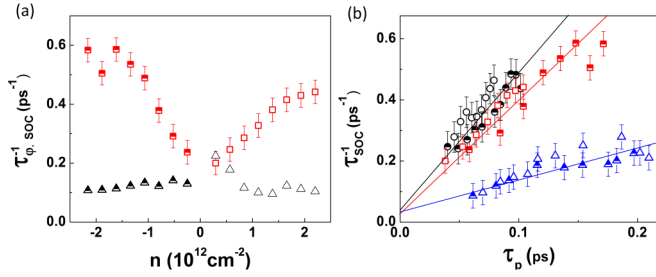 (a)
τ⁻¹φ, SOC (ps⁻¹)
0.6
0.4
0.2
0.0
-2 -1 0 1 2
n (10¹²cm⁻²)
(b)
τ⁻¹SOC (ps⁻¹)
0.6
0.4
0.2
0.0
0.0 0.1 0.2
τp (ps)